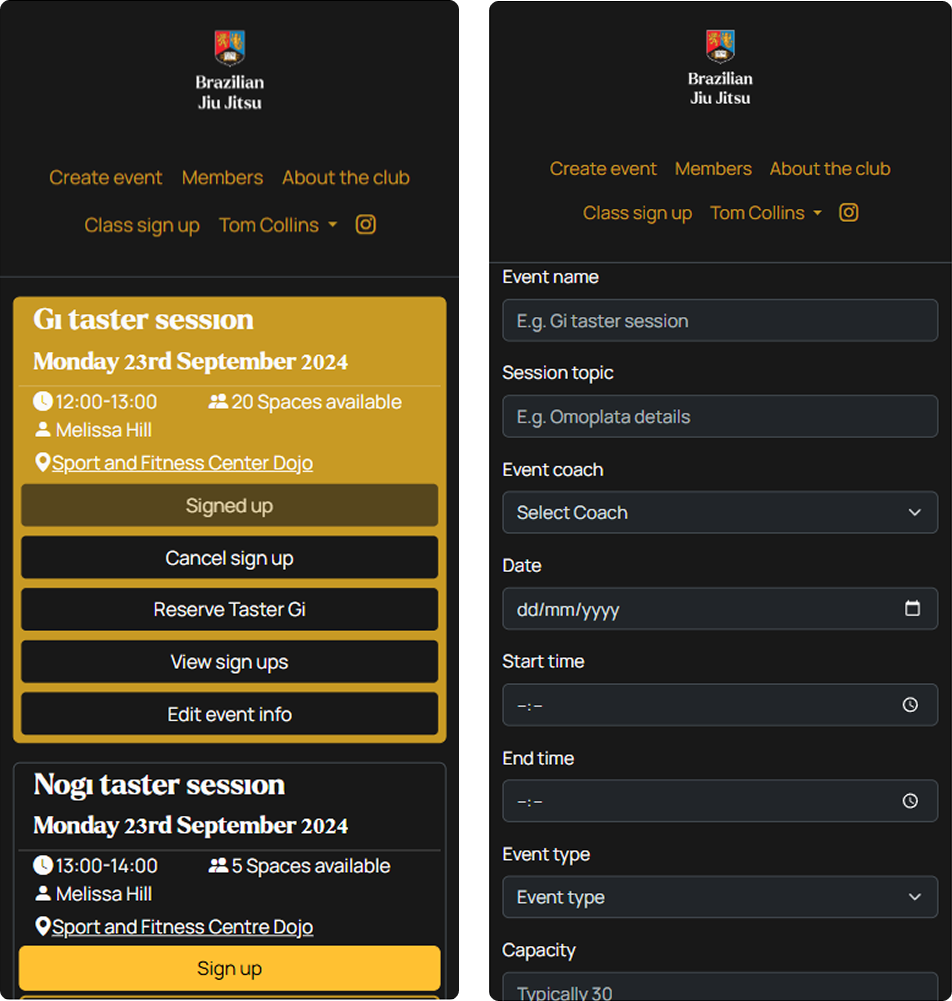 Brazilian
Jiu Jitsu
Create event Members About the club
Class sign up Tom Collins
Gi taster session
Monday 23rd September 2024
12:00-13:00 20 Spaces available
Melissa Hill
Sport and Fitness Center Dojo
Signed up
Cancel sign up
Reserve Taster Gi
View sign ups
Edit event info
Nogi taster session
Monday 23rd September 2024
13:00-14:00 5 Spaces available
Melissa Hill
Sport and Fitness Centre Dojo
Sign up
Brazilian
Jiu Jitsu
Create event Members About the club
Class sign up Tom Collins
Event name
E.g. Gi taster session
Session topic
E.g. Omoplata details
Event coach
Select Coach
Date
dd/mm/yyyy
Start time
--:--
End time
--:--
Event type
Event type
Capacity
Typically 30